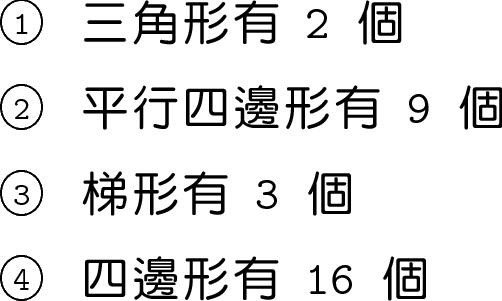 ① 三角形有 2 個
② 平行四邊形有 9 個
③ 梯形有 3 個
④ 四邊形有 16 個